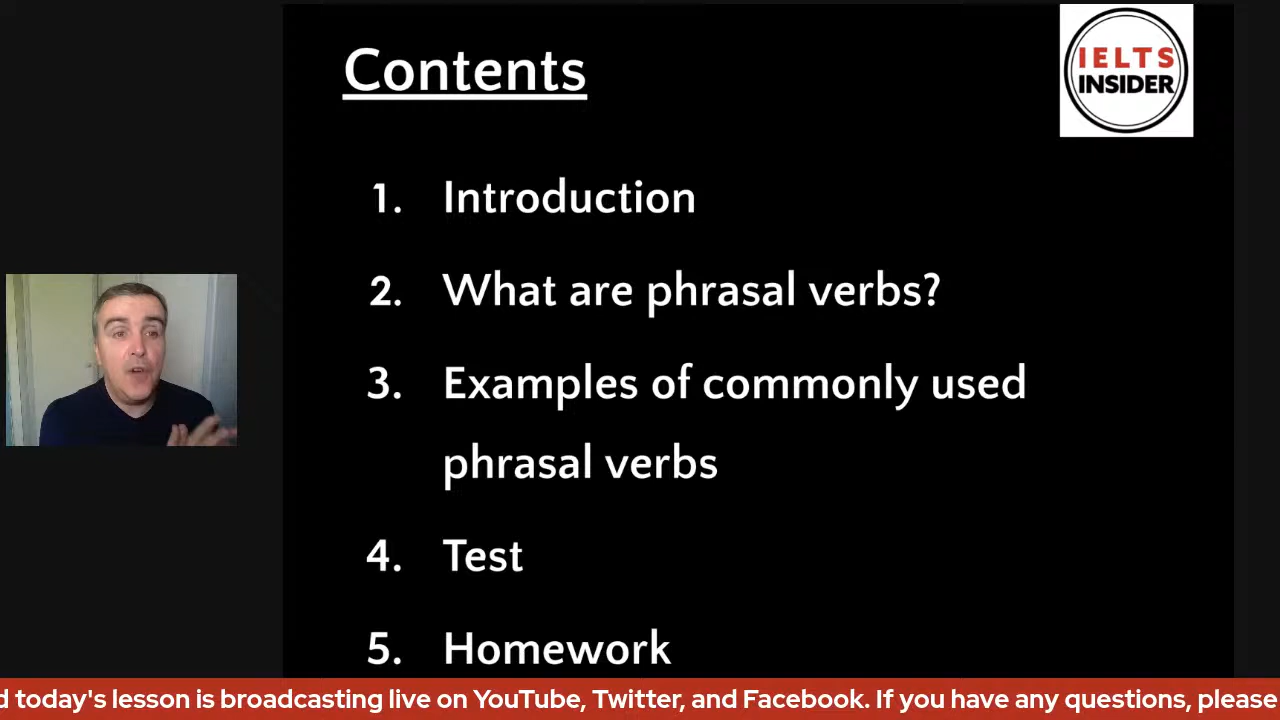 Contents
IELTS
INSIDER
1. Introduction
2. What are phrasal verbs?
3. Examples of commonly used
phrasal verbs
4. Test
5. Homework
today's lesson is broadcasting live on YouTube, Twitter, and Facebook. If you have any questions, please